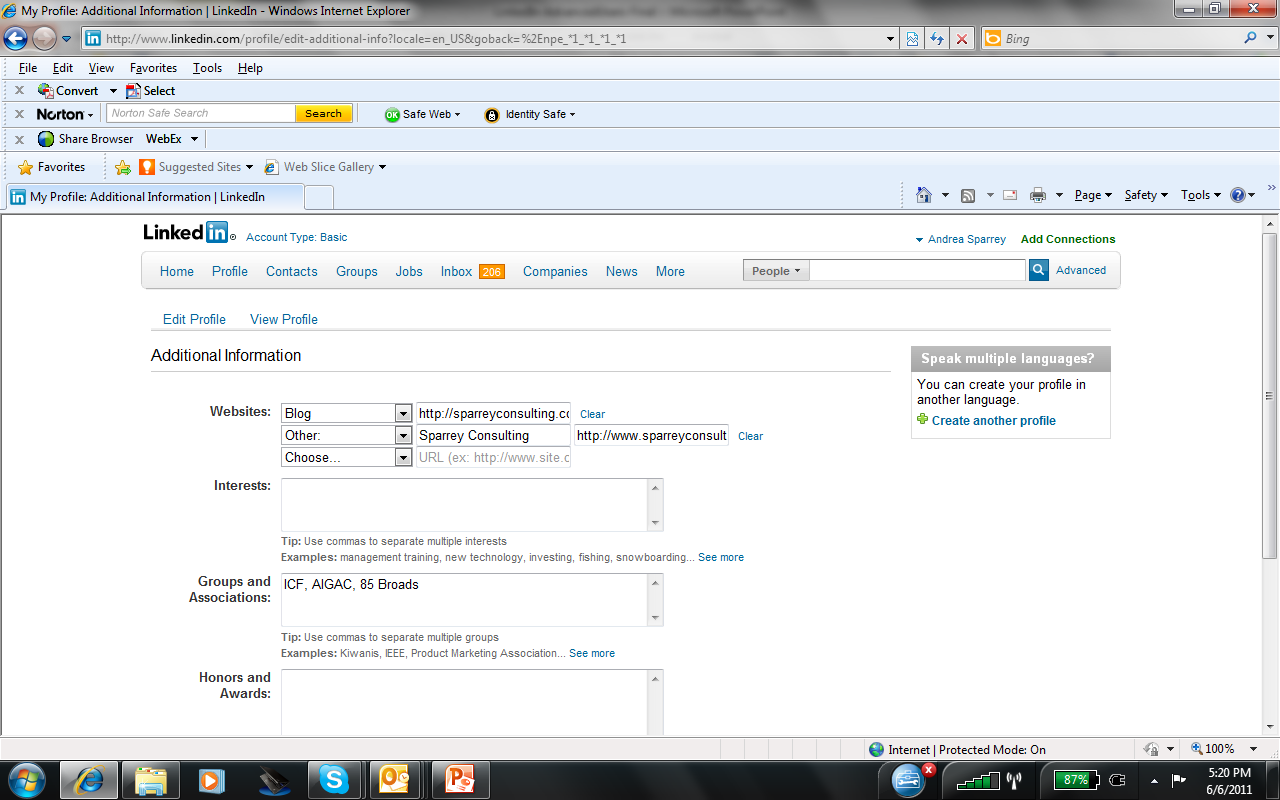 My Profile: Additional Information | LinkedIn - Windows Internet Explorer
http://www.linkedin.com/profile/edit-additional-info?locale=en_US&goback=%2Enpe_*1_*1_*1_*1
Bing
File Edit View Favorites Tools Help
x Convert Select
x Norton Norton Safe Search Search OK Safe Web Identity Safe
x Share Browser WebEx
Favorites Suggested Sites Web Slice Gallery
in My Profile: Additional Information | LinkedIn
Page Safety Tools
Linked in Account Type: Basic
Andrea Sparrey Add Connections
Home Profile Contacts Groups Jobs Inbox 206 Companies News More People Advanced
Edit Profile View Profile
Additional Information
Speak multiple languages?
You can create your profile in
another language.
Create another profile
Websites: Blog http://sparreyconsulting.co Clear
Other: Sparrey Consulting http://www.sparreyconsult Clear
Choose... URL (ex: http://www.site.c
Interests:
Tip: Use commas to separate multiple interests
Examples: management training, new technology, investing, fishing, snowboarding... See more
Groups and
Associations:
ICF, AIGAC, 85 Broads
Tip: Use commas to separate multiple groups
Examples: Kiwanis, IEEE, Product Marketing Association... See more
Honors and
Awards:
Internet | Protected Mode: On
100%
87%
5:20 PM
6/6/2011